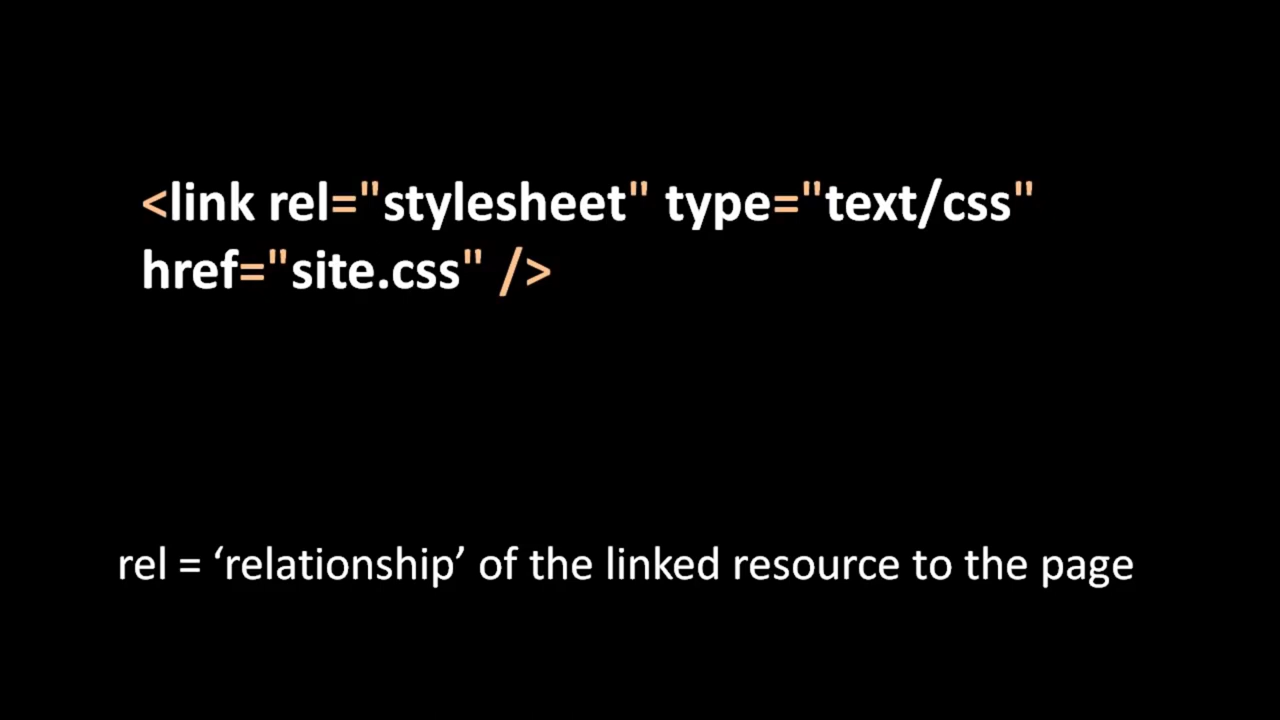 <link rel="stylesheet" type="text/css"
href="site.css" />
rel = ‘relationship’ of the linked resource to the page